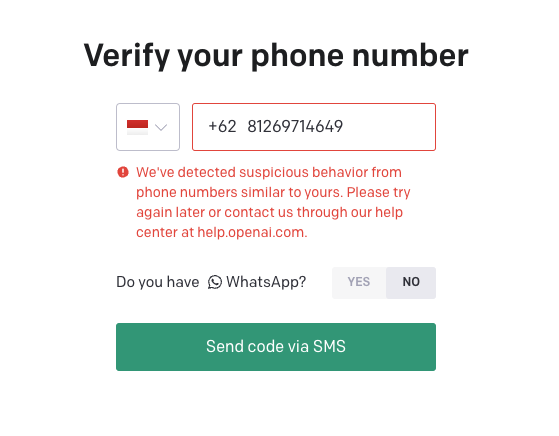 Verify your phone number
+62 81269714649
We've detected suspicious behavior from
phone numbers similar to yours. Please try
again later or contact us through our help
center at help.openai.com.
Do you have WhatsApp? YES NO
Send code via SMS